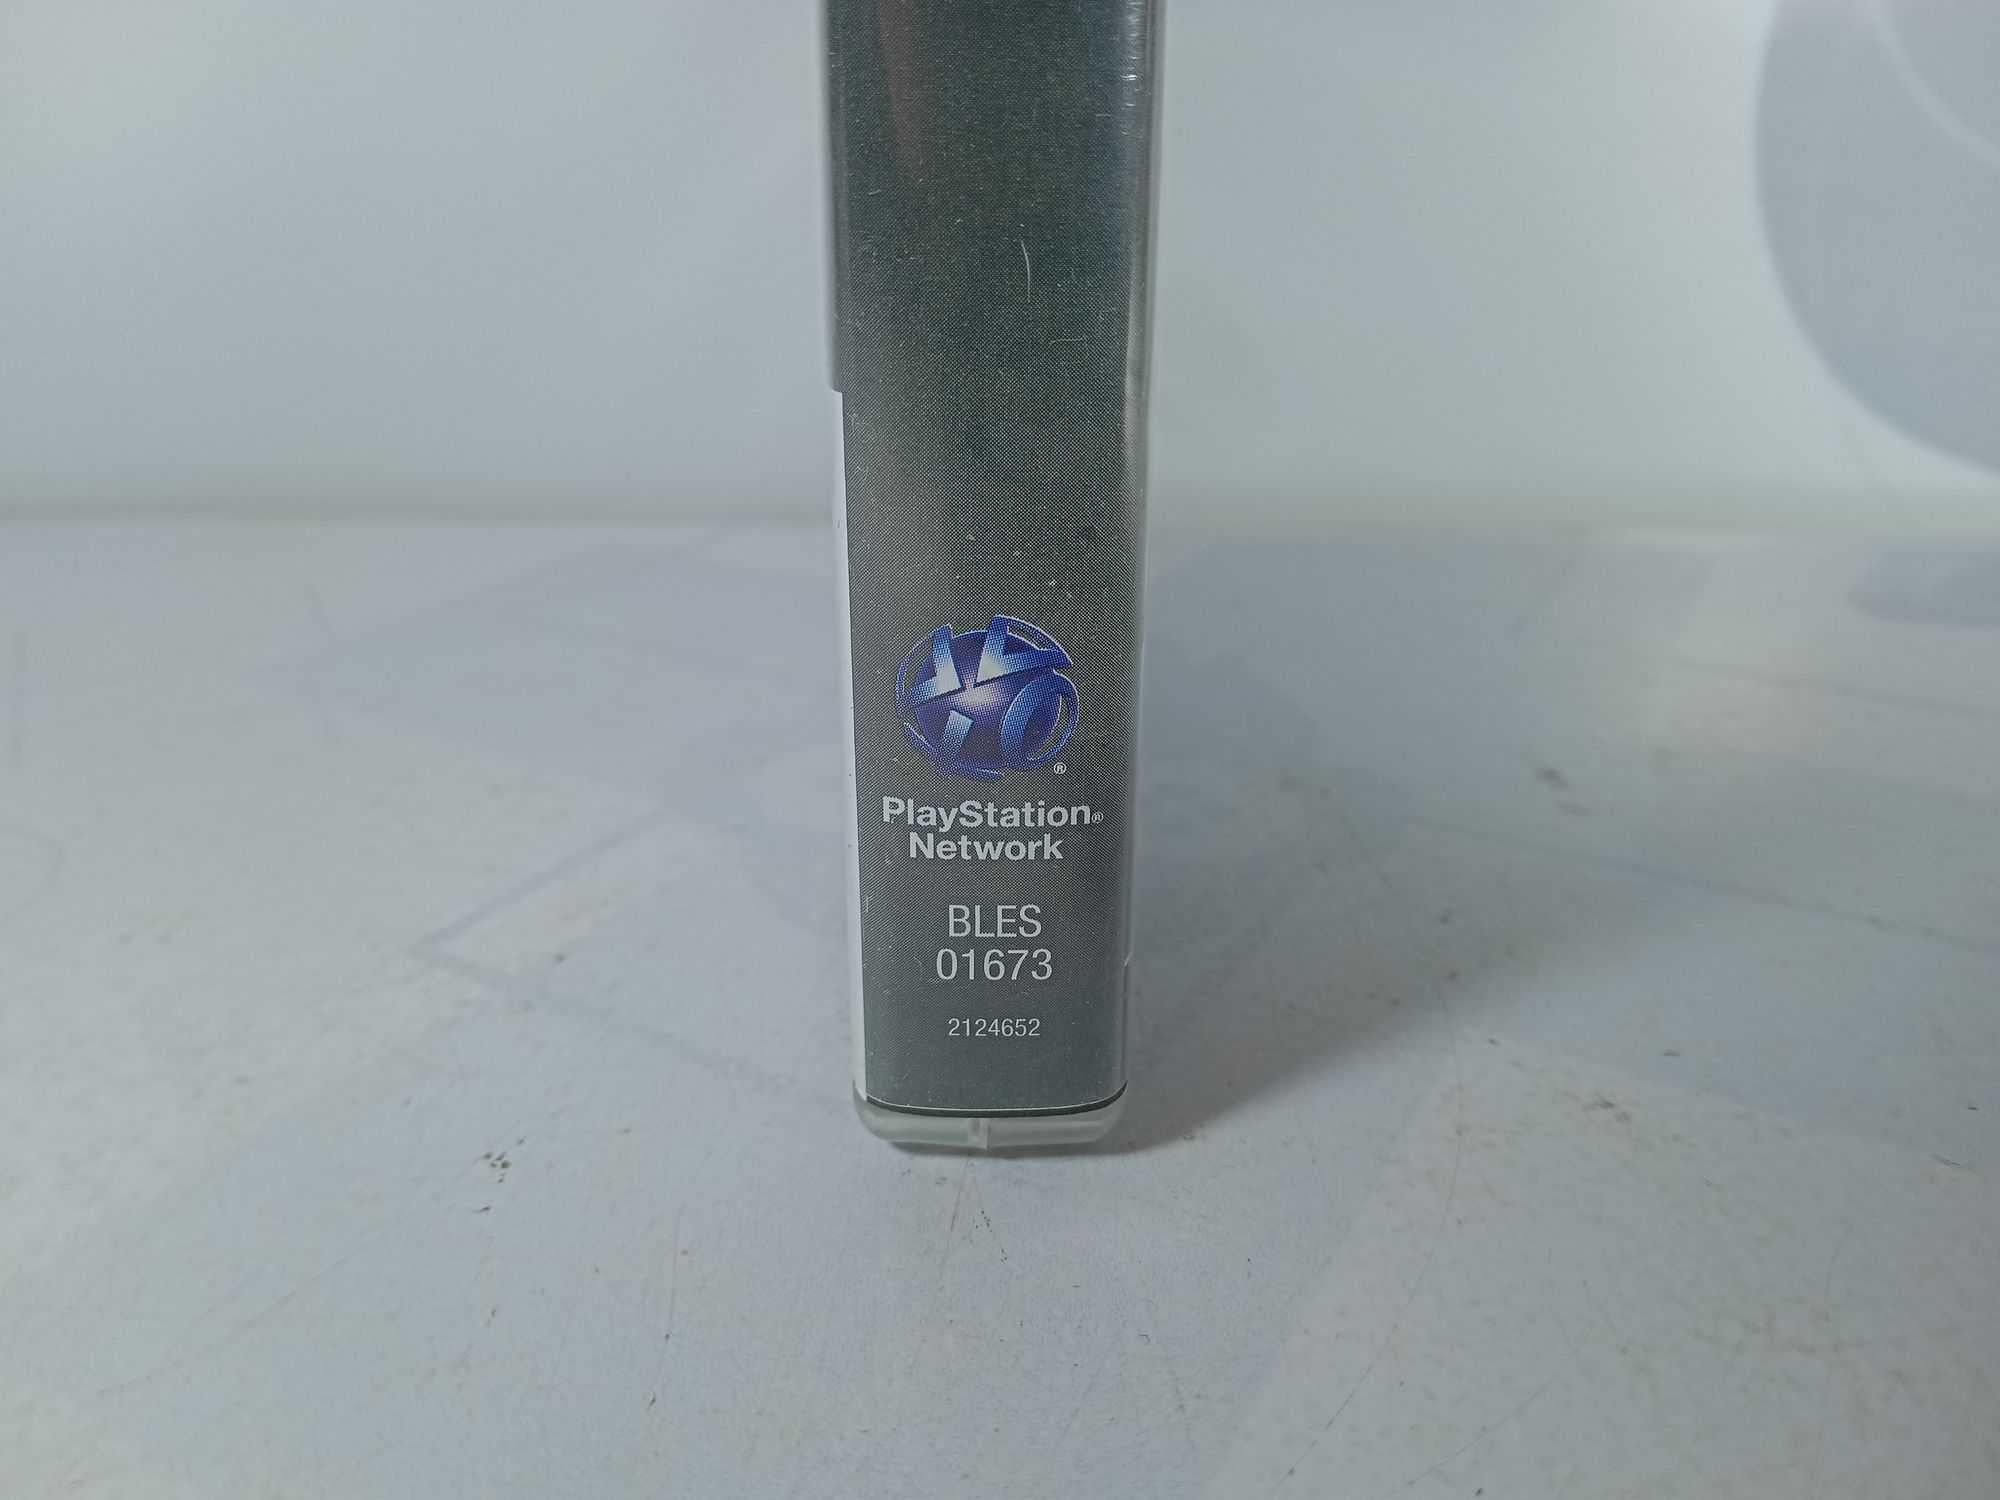 ®
PlayStation®
Network
BLES
01673
2124652